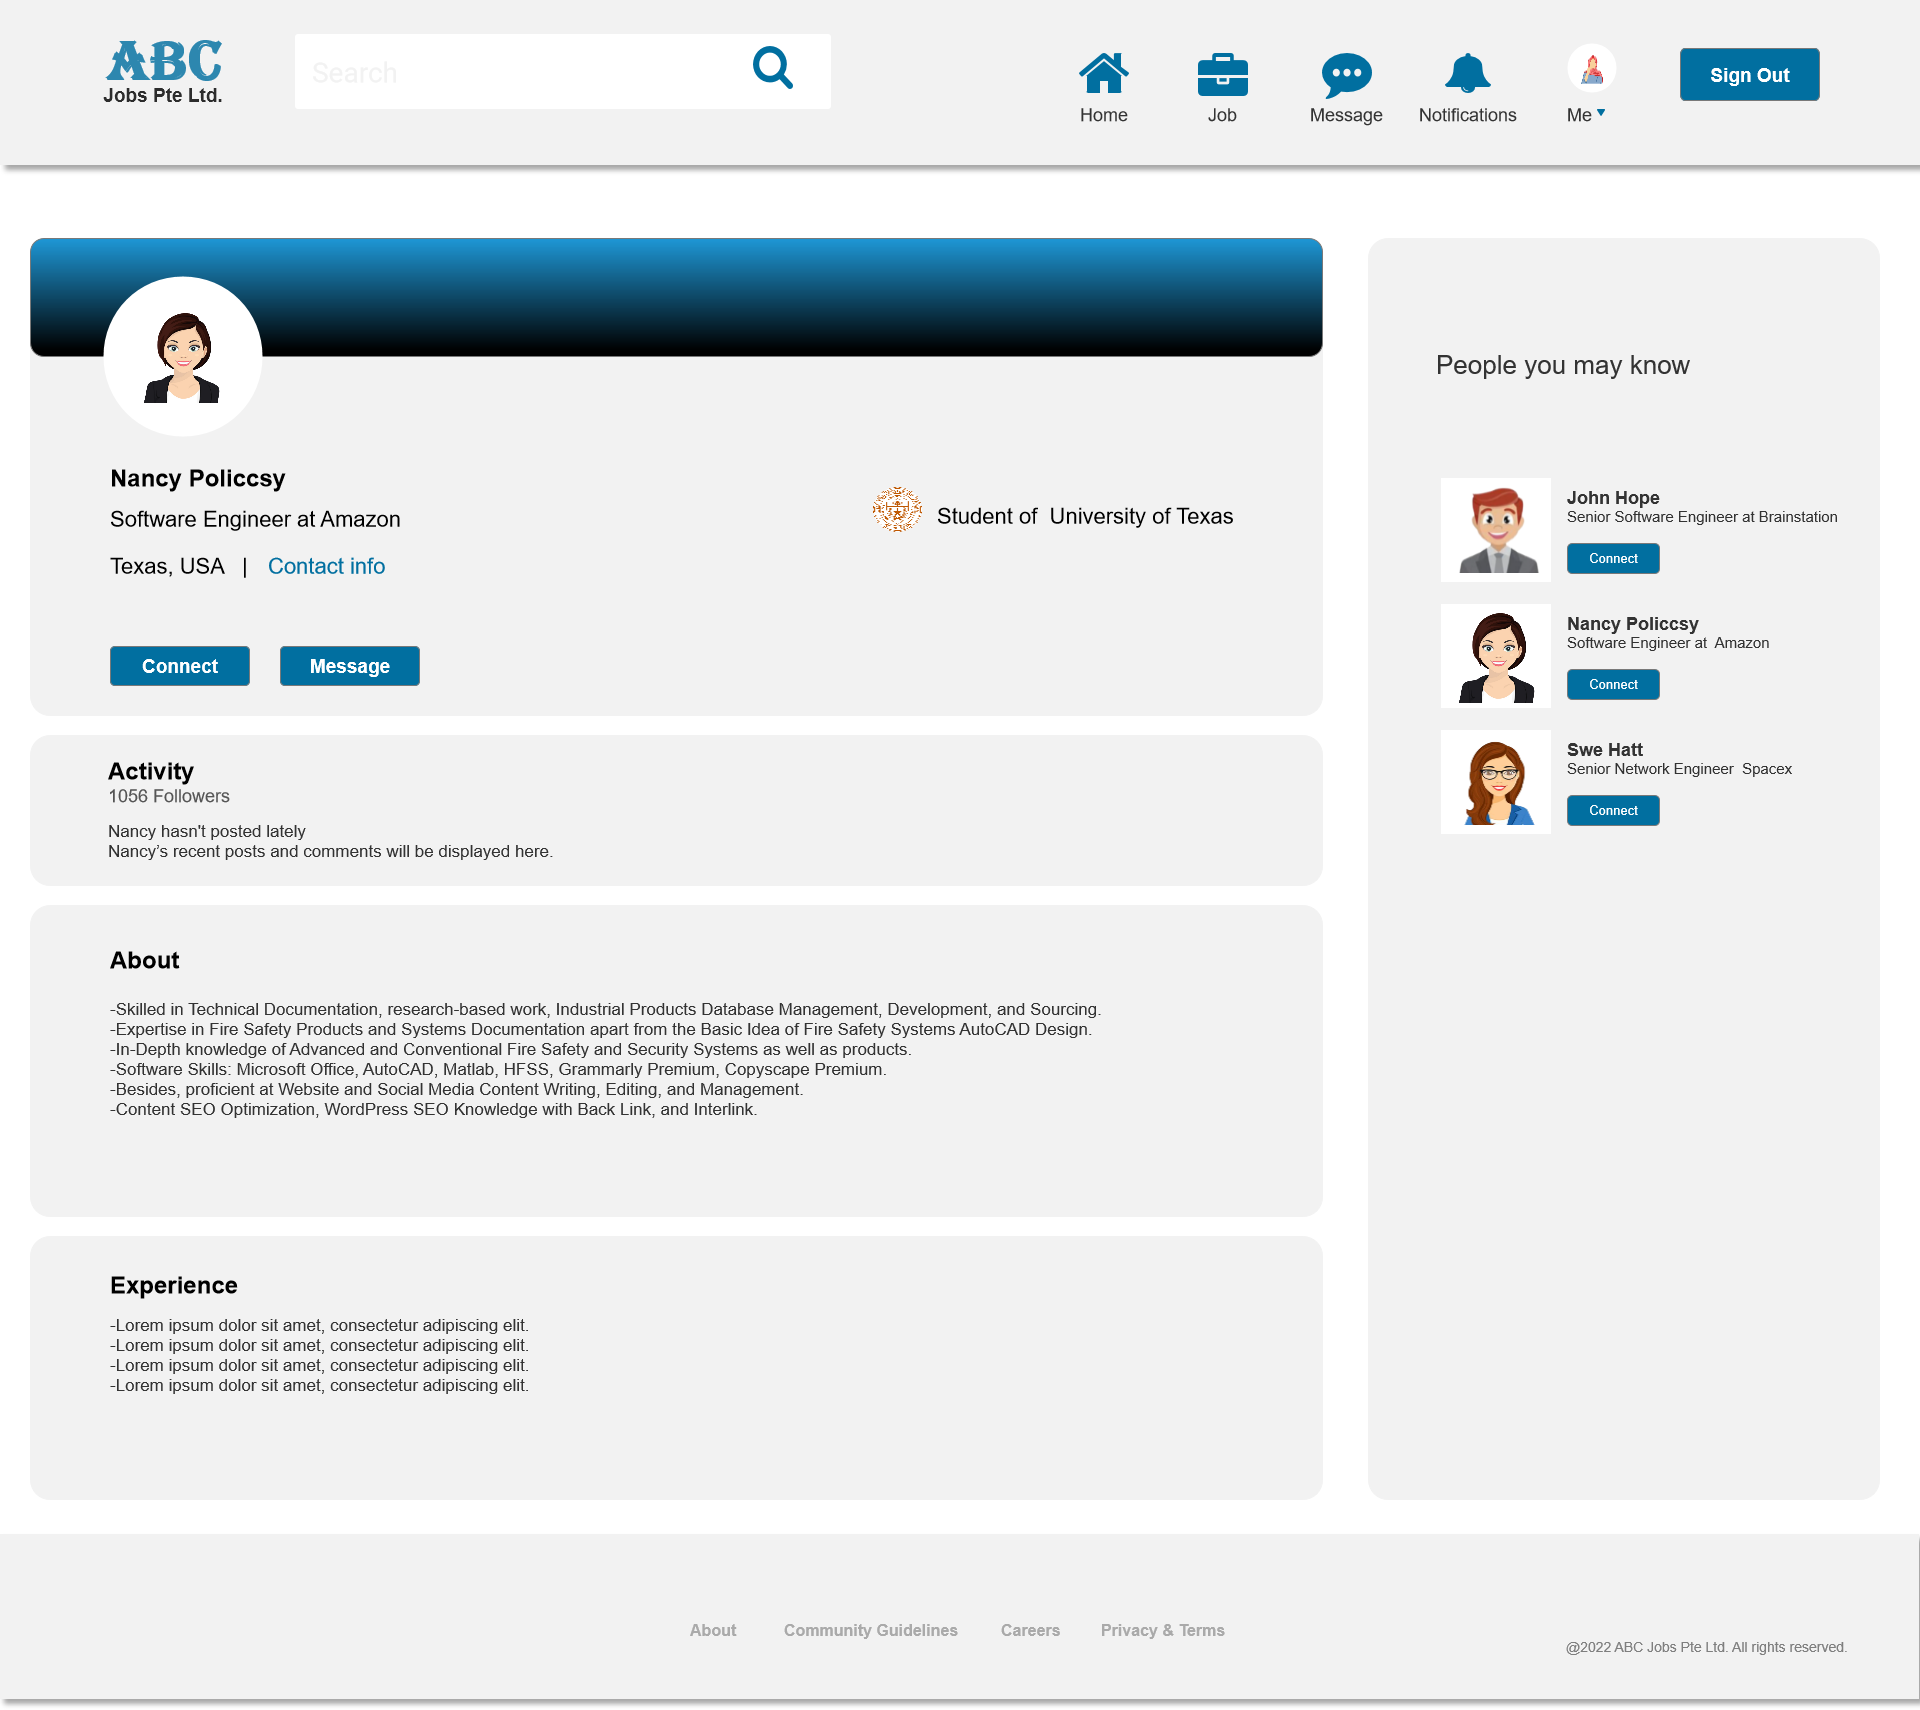 ABC
Jobs Pte Ltd.
Search
Home
Job
Message
Notifications
Me
Sign Out
Nancy Policcsy
Software Engineer at Amazon
Texas, USA | Contact info
Student of University of Texas
Connect
Message
Activity
1056 Followers
Nancy hasn't posted lately
Nancy’s recent posts and comments will be displayed here.
About
-Skilled in Technical Documentation, research-based work, Industrial Products Database Management, Development, and Sourcing.
-Expertise in Fire Safety Products and Systems Documentation apart from the Basic Idea of Fire Safety Systems AutoCAD Design.
-In-Depth knowledge of Advanced and Conventional Fire Safety and Security Systems as well as products.
-Software Skills: Microsoft Office, AutoCAD, Matlab, HFSS, Grammarly Premium, Copyscape Premium.
-Besides, proficient at Website and Social Media Content Writing, Editing, and Management.
-Content SEO Optimization, WordPress SEO Knowledge with Back Link, and Interlink.
Experience
-Lorem ipsum dolor sit amet, consectetur adipiscing elit.
-Lorem ipsum dolor sit amet, consectetur adipiscing elit.
-Lorem ipsum dolor sit amet, consectetur adipiscing elit.
-Lorem ipsum dolor sit amet, consectetur adipiscing elit.
People you may know
John Hope
Senior Software Engineer at Brainstation
Connect
Nancy Policcsy
Software Engineer at Amazon
Connect
Swe Hatt
Senior Network Engineer Spacex
Connect
About
Community Guidelines
Careers
Privacy & Terms
@2022 ABC Jobs Pte Ltd. All rights reserved.